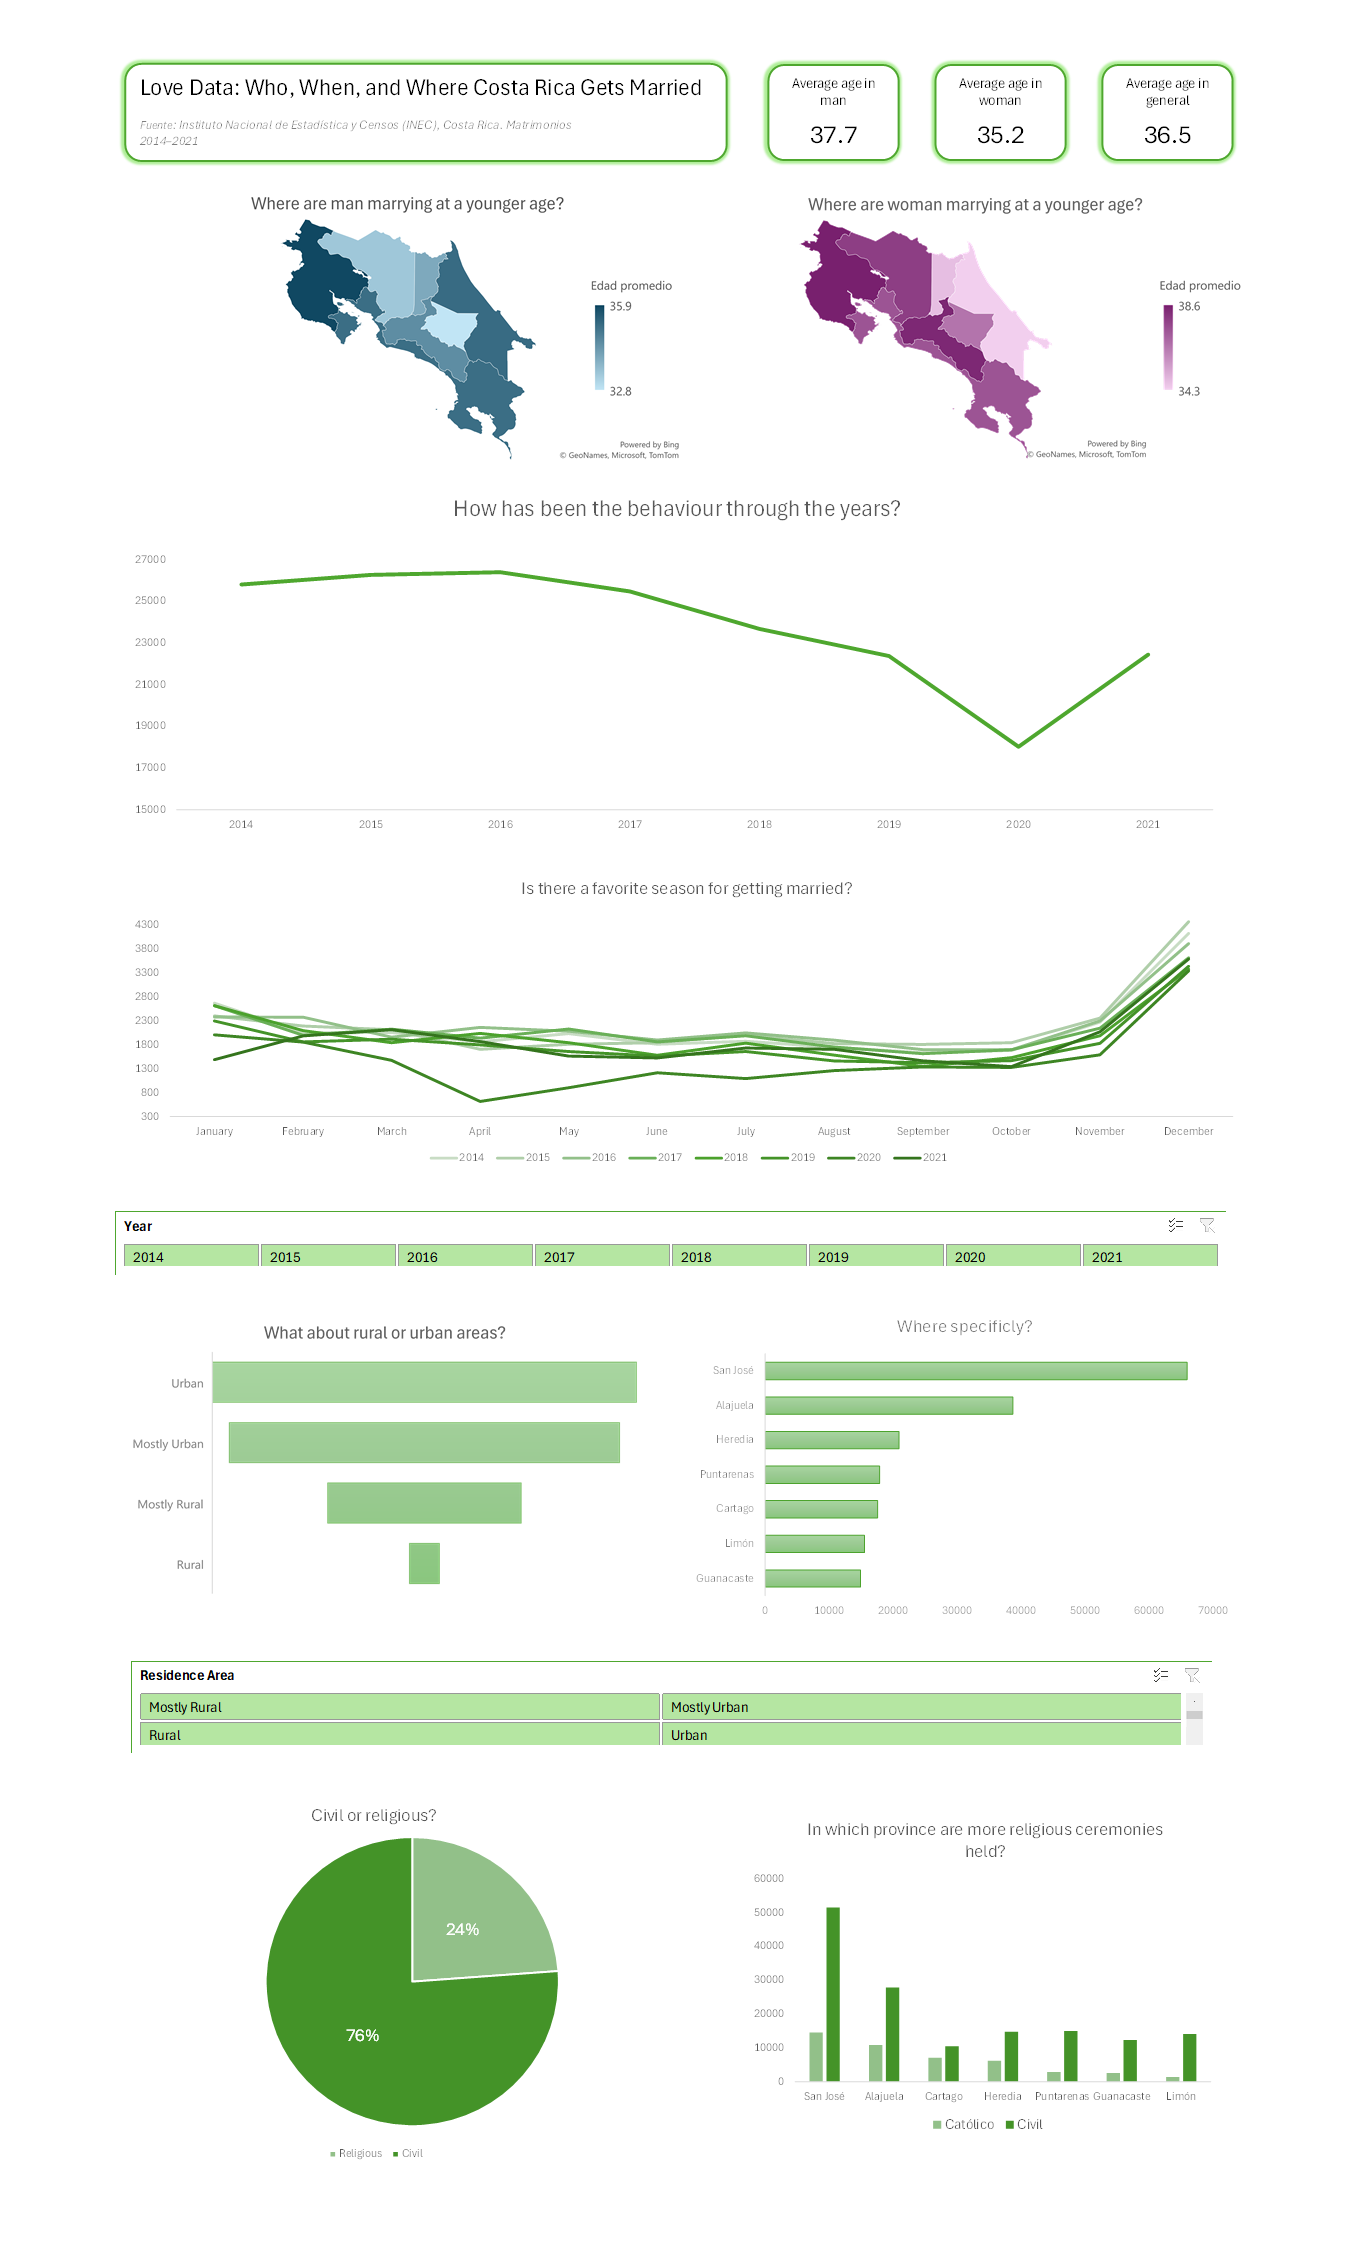 Love Data: Who, When, and Where Costa Rica Gets Married
Fuente: Instituto Nacional de Estadística y Censos (INEC), Costa Rica. Matrimonios
2014–2021
Average age in
man
37.7
Average age in
woman
35.2
Average age in
general
36.5
Where are man marrying at a younger age?
Edad promedio
35.9
32.8
Powered by Bing
© GeoNames, Microsoft, TomTom
Where are woman marrying at a younger age?
Edad promedio
38.6
34.3
Powered by Bing
© GeoNames, Microsoft, TomTom
How has been the behaviour through the years?
27000
25000
23000
21000
19000
17000
15000
2014 2015 2016 2017 2018 2019 2020 2021
Is there a favorite season for getting married?
4300
3800
3300
2800
2300
1800
1300
800
300
January February March April May June July August September October November December
2014 2015 2016 2017 2018 2019 2020 2021
Year
2014 2015 2016 2017 2018 2019 2020 2021
What about rural or urban areas?
Urban
Mostly Urban
Mostly Rural
Rural
Where specificly?
San José
Alajuela
Heredia
Puntarenas
Cartago
Limón
Guanacaste
0 10000 20000 30000 40000 50000 60000 70000
Residence Area
Mostly Rural Mostly Urban
Rural Urban
Civil or religious?
24%
76%
Religious Civil
In which province are more religious ceremonies
held?
60000
50000
40000
30000
20000
10000
0
San José Alajuela Cartago Heredia Puntarenas Guanacaste Limón
Católico Civil